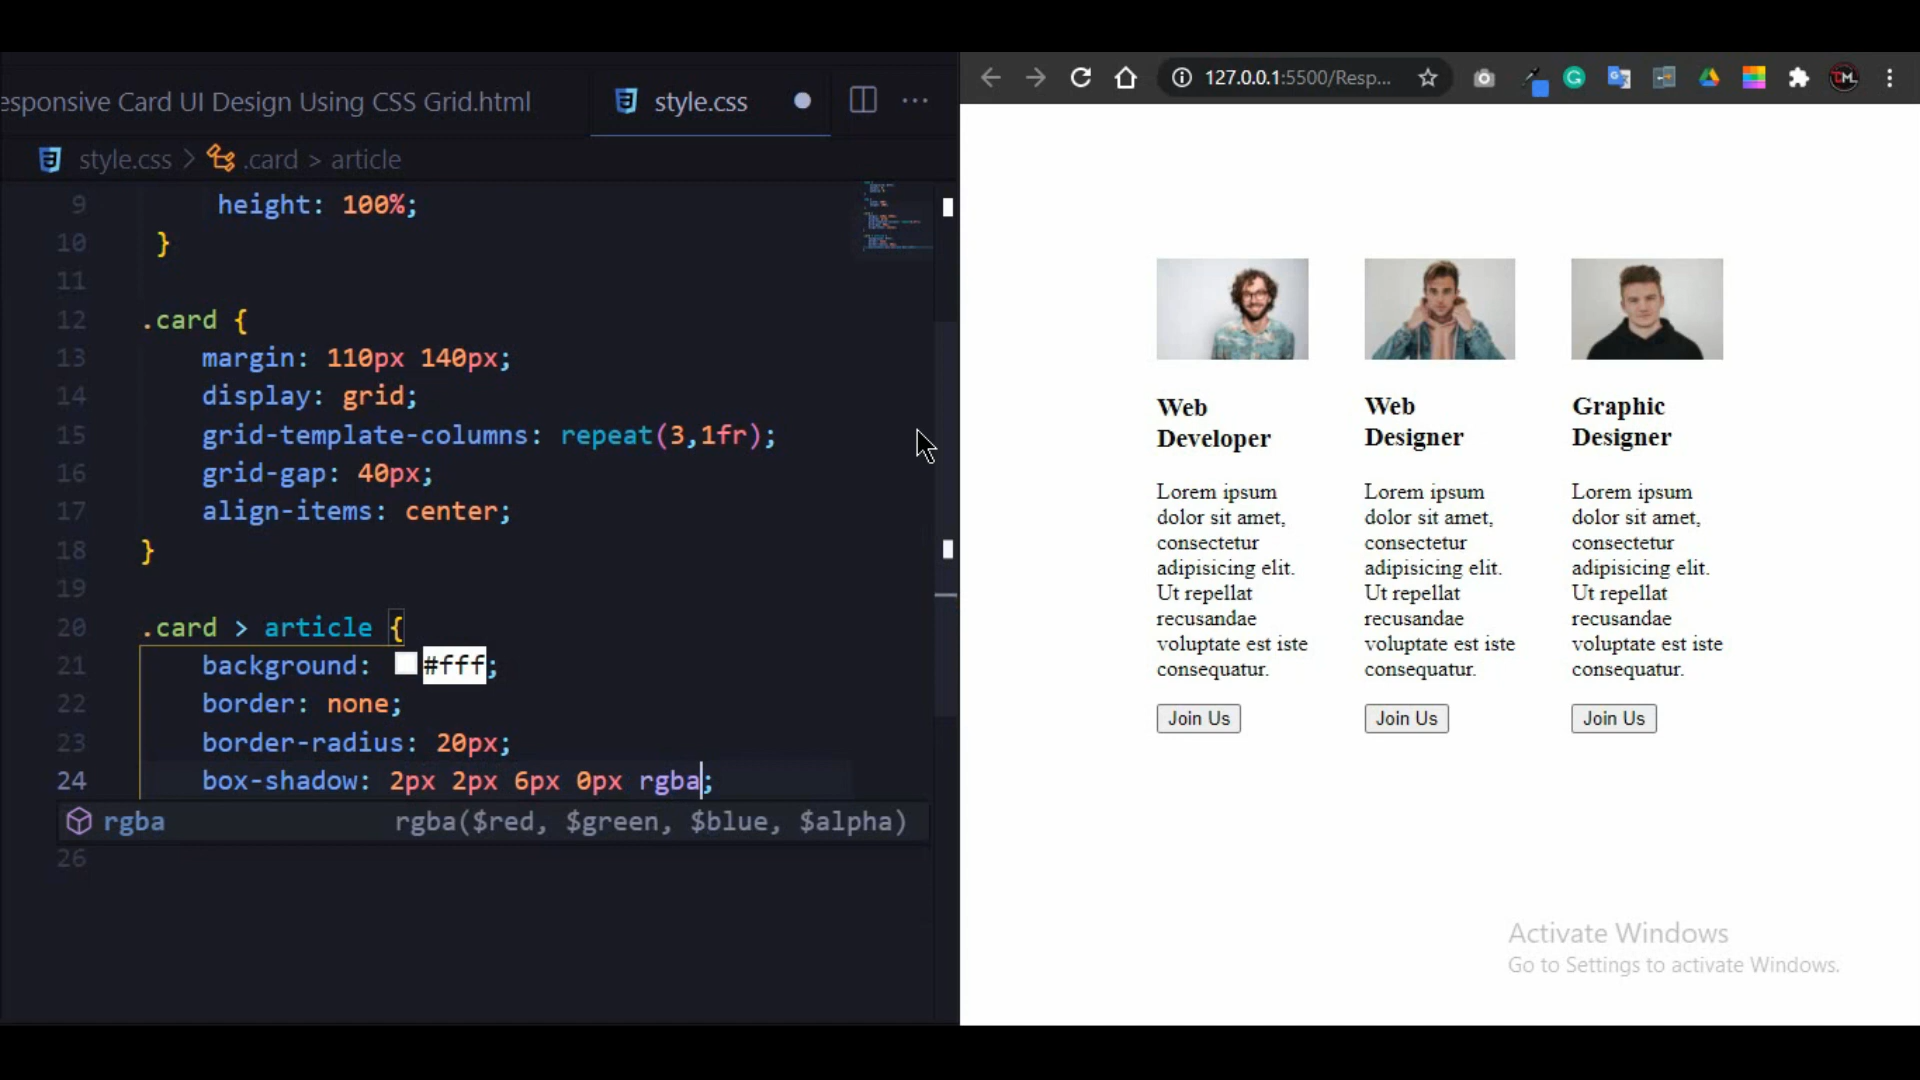 esponsive Card UI Design Using CSS Grid.html
style.css
style.css > .card > article
9 height: 100%;
10 }
11
12 .card {
13 margin: 110px 140px;
14 display: grid;
15 grid-template-columns: repeat(3,1fr);
16 grid-gap: 40px;
17 align-items: center;
18 }
19
20 .card > article {
21 background: #fff;
22 border: none;
23 border-radius: 20px;
24 box-shadow: 2px 2px 6px 0px rgba;
rgba rgba($red, $green, $blue, $alpha)
26
127.0.0.1:5500/Resp...
Web
Developer
Lorem ipsum
dolor sit amet,
consectetur
adipisicing elit.
Ut repellat
recusandae
voluptate est iste
consequatur.
Join Us
Web
Designer
Lorem ipsum
dolor sit amet,
consectetur
adipisicing elit.
Ut repellat
recusandae
voluptate est iste
consequatur.
Join Us
Graphic
Designer
Lorem ipsum
dolor sit amet,
consectetur
adipisicing elit.
Ut repellat
recusandae
voluptate est iste
consequatur.
Join Us
Activate Windows
Go to Settings to activate Windows.